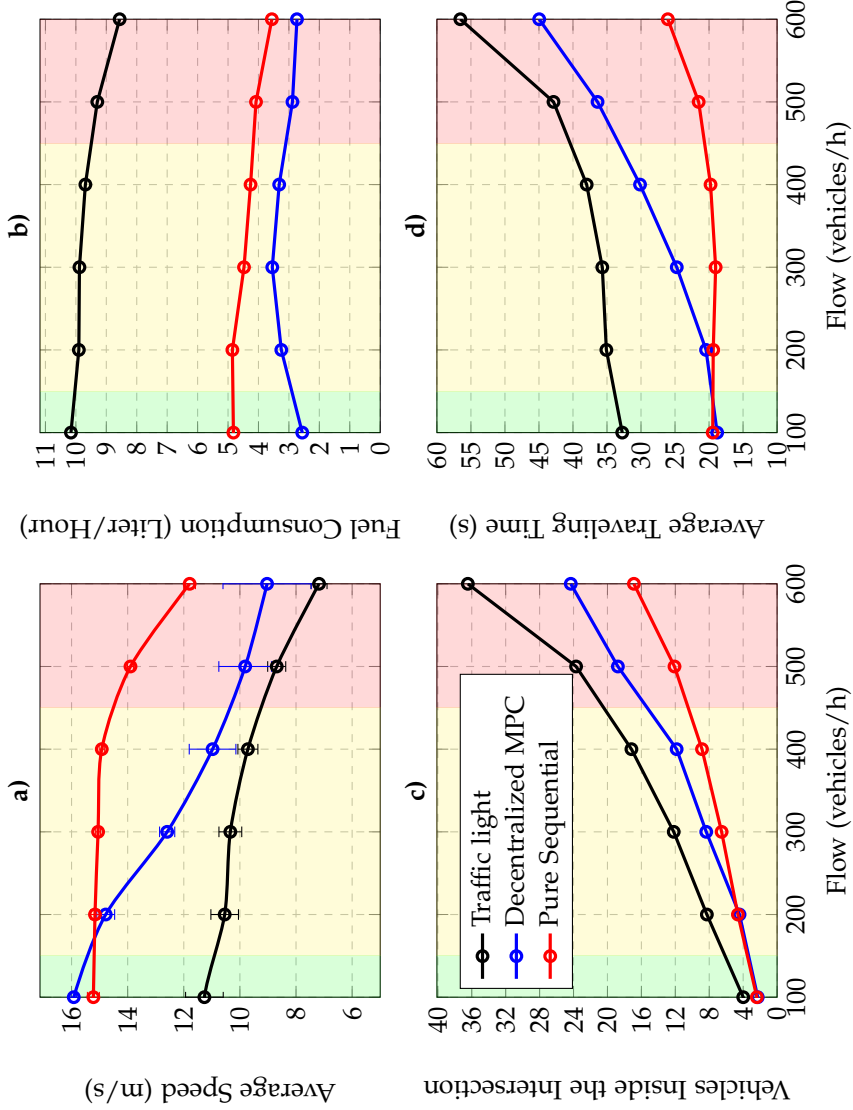 a)
Average Speed (m/s)
16
14
12
10
8
6
b)
Fuel Consumption (Liter/Hour)
11
10
9
8
7
6
5
4
3
2
1
0
c)
Vehicles Inside the Intersection
40
36
32
28
24
20
16
12
8
4
0
Traffic light
Decentralized MPC
Pure Sequential
100 200 300 400 500 600
Flow (vehicles/h)
d)
Average Traveling Time (s)
60
55
50
45
40
35
30
25
20
15
10
100 200 300 400 500 600
Flow (vehicles/h)